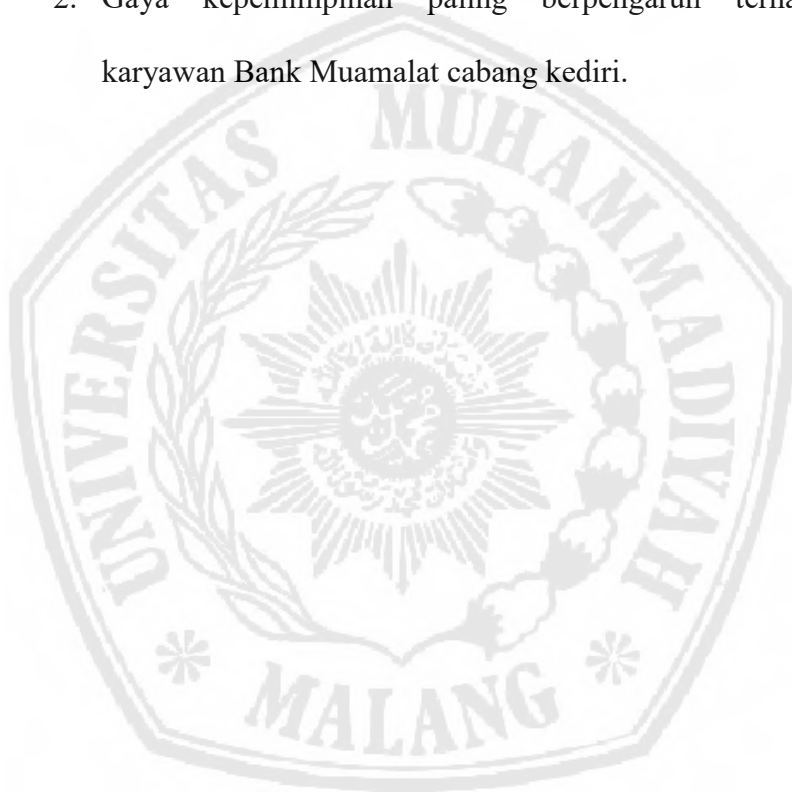 2. Gaya kepemimpinan paling berpengaruh
karyawan Bank Muamalat cabang kediri.
UNIVERSITAS MUHAMMADIYAH
MALANG